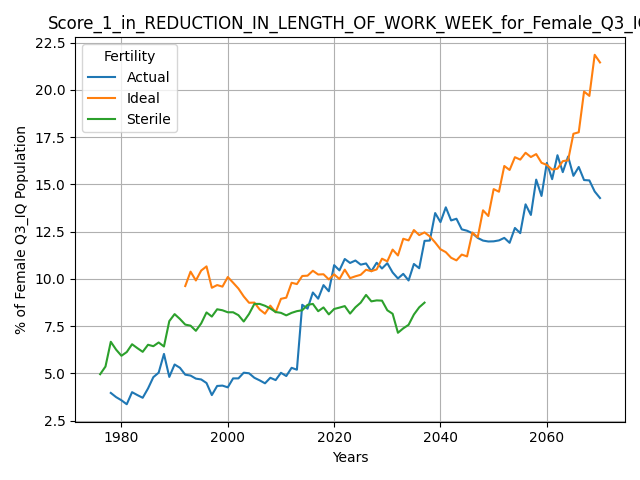 Score_1_in_REDUCTION_IN_LENGTH_OF_WORK_WEEK_for_Female_Q3_IQ
Fertility
Actual
Ideal
Sterile
% of Female Q3_IQ Population
22.5
20.0
17.5
15.0
12.5
10.0
7.5
5.0
2.5
1980 2000 2020 2040 2060
Years